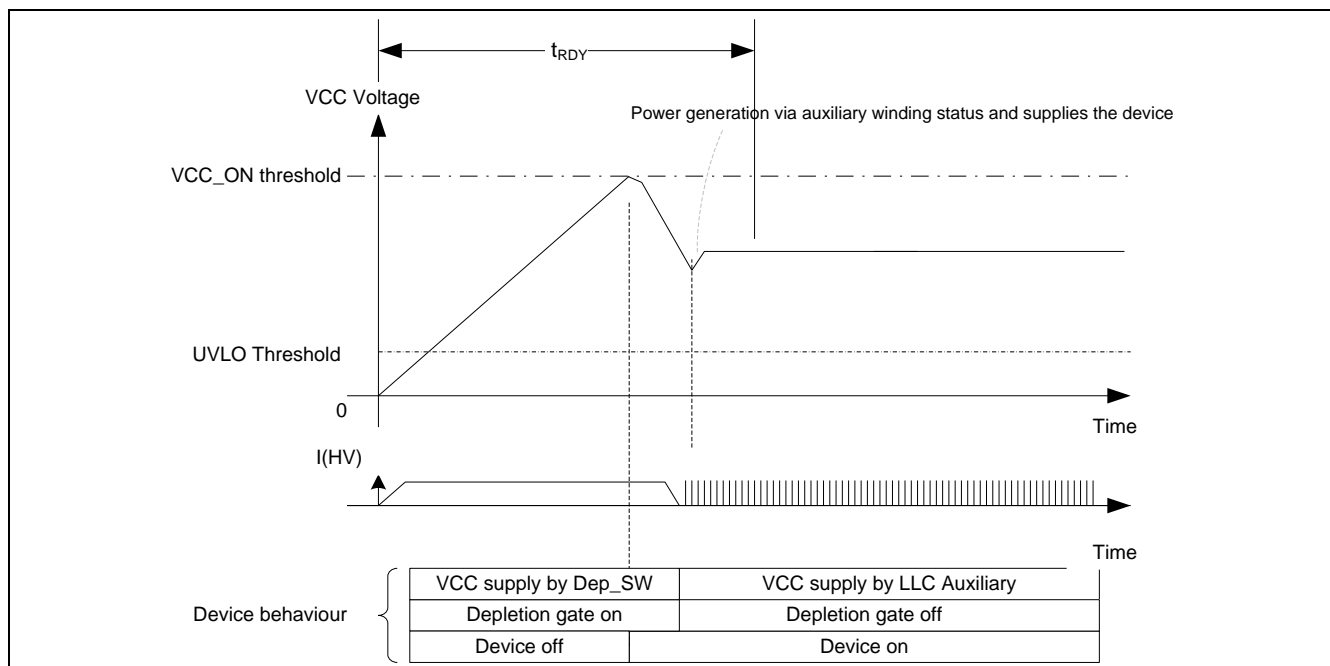 tRDY
VCC Voltage
Power generation via auxiliary winding status and supplies the device
VCC_ON threshold
UVLO Threshold
0
Time
I(HV)
Time
Device behaviour
VCC supply by Dep_SW
VCC supply by LLC Auxiliary
Depletion gate on
Depletion gate off
Device off
Device on